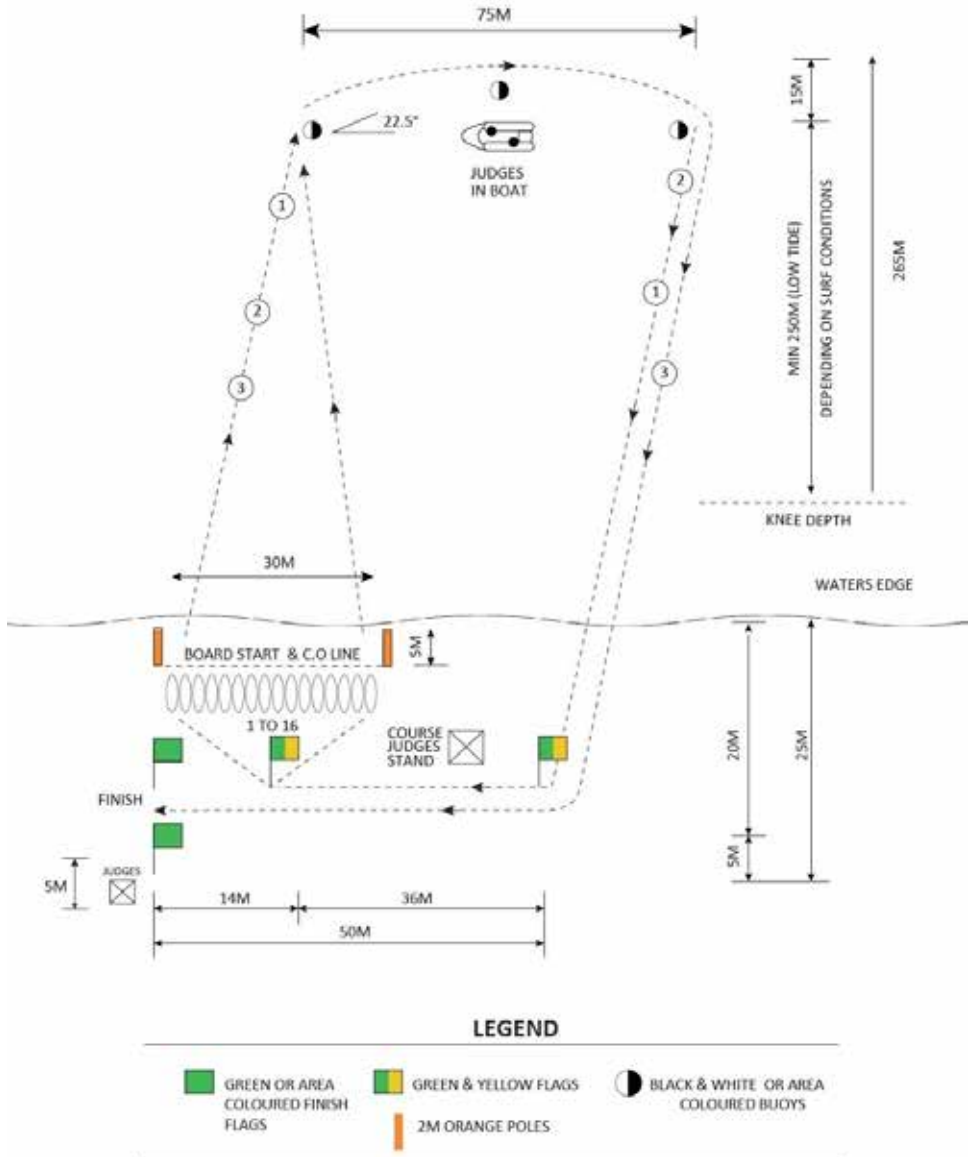 75M
15M
22.5°
JUDGES
IN BOAT
1
2
2
1
3
3
MIN 250M (LOW TIDE)
DEPENDING ON SURF CONDITIONS
265M
KNEE DEPTH
30M
WATERS EDGE
BOARD START & C.O LINE
5M
1 TO 16
COURSE
JUDGES
STAND
20M
25M
FINISH
5M
JUDGES
5M
14M
36M
50M
LEGEND
GREEN OR AREA
COLOURED FINISH
FLAGS
GREEN & YELLOW FLAGS
2M ORANGE POLES
BLACK & WHITE OR AREA
COLOURED BUOYS